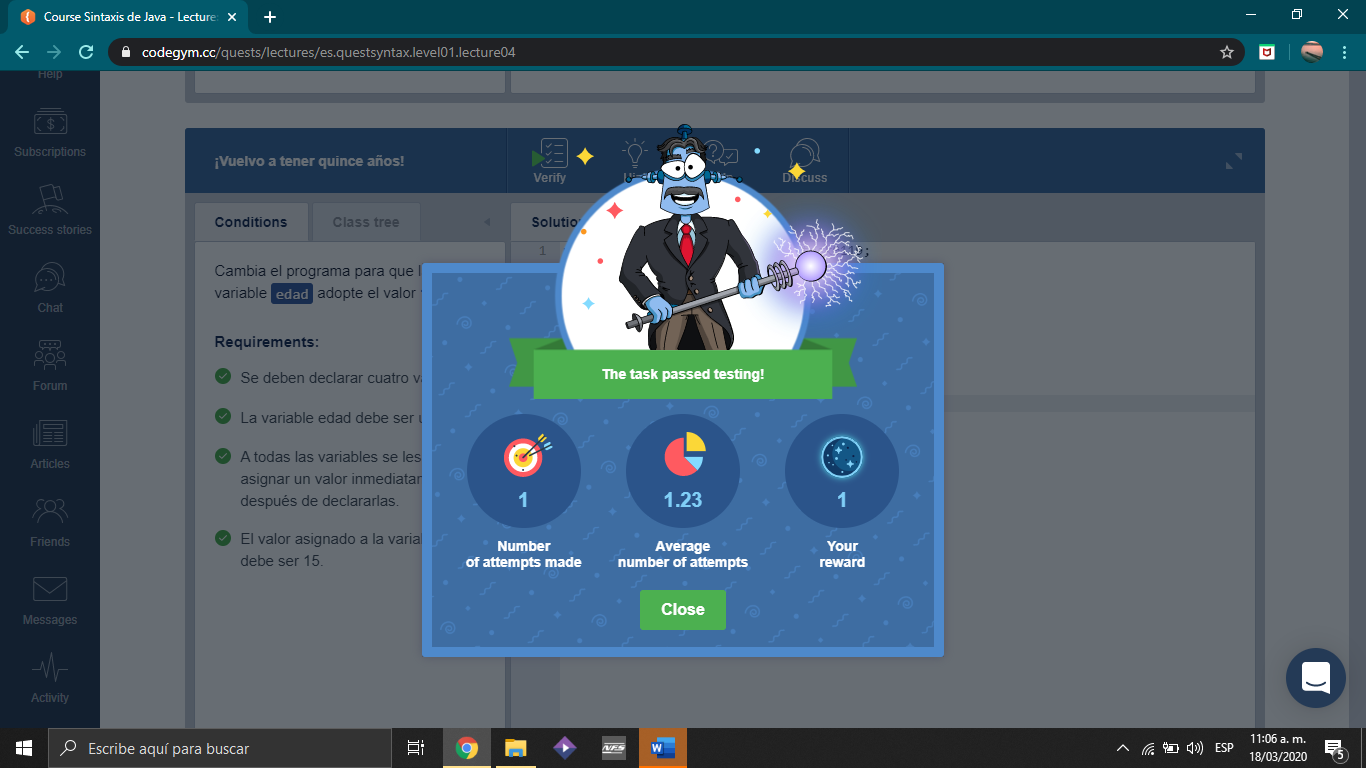 Course Sintaxis de Java - Lecture:
codegym.cc/quests/lectures/es.questsyntax.level01.lecture04
Help
Subscriptions
Success stories
Chat
Forum
Articles
Friends
Messages
Activity
¡Vuelvo a tener quince años!
Verify
Discuss
Conditions
Class tree
Solution
1
Cambia el programa para que l
variable edad adopte el valor
Requirements:
Se deben declarar cuatro v
La variable edad debe ser
A todas las variables se les
asignar un valor inmediatar
después de declararlas.
El valor asignado a la varia
debe ser 15.
The task passed testing!
1
Number
of attempts made
1.23
Average
number of attempts
1
Your
reward
Close
Escribe aquí para buscar
NFS
ESP
11:06 a. m.
18/03/2020
5